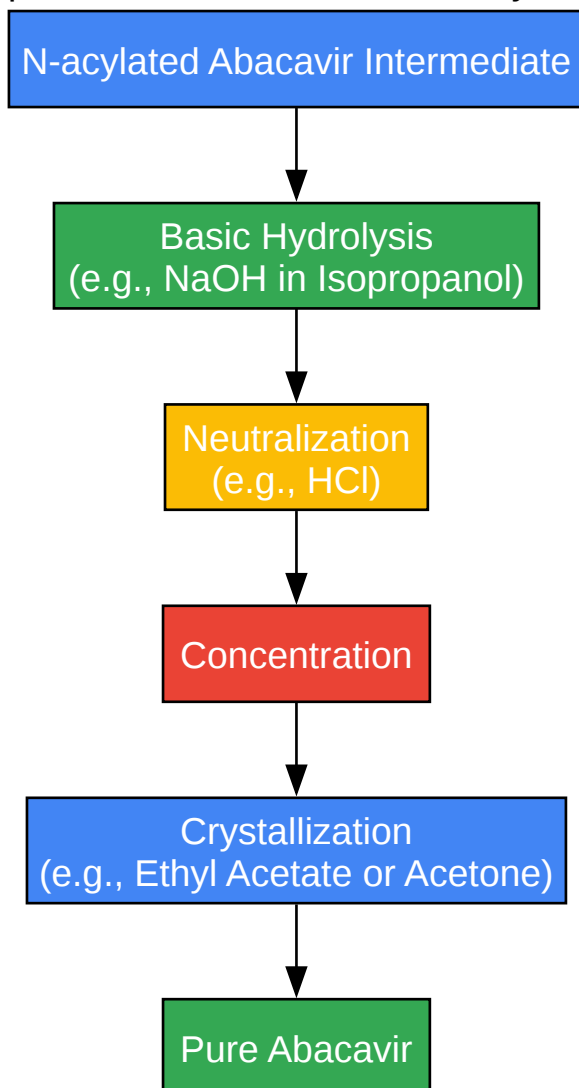 N-acylated Abacavir Intermediate
Basic Hydrolysis
(e.g., NaOH in Isopropanol)
Neutralization
(e.g., HCl)
Concentration
Crystallization
(e.g., Ethyl Acetate or Acetone)
Pure Abacavir